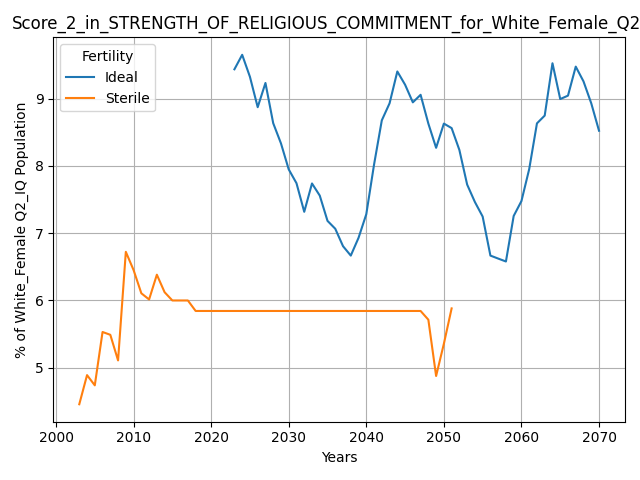 Score_2_in_STRENGTH_OF_RELIGIOUS_COMMITMENT_for_White_Female_Q2
Fertility
Ideal
Sterile
% of White_Female Q2_IQ Population
9
8
7
6
5
2000 2010 2020 2030 2040 2050 2060 2070
Years